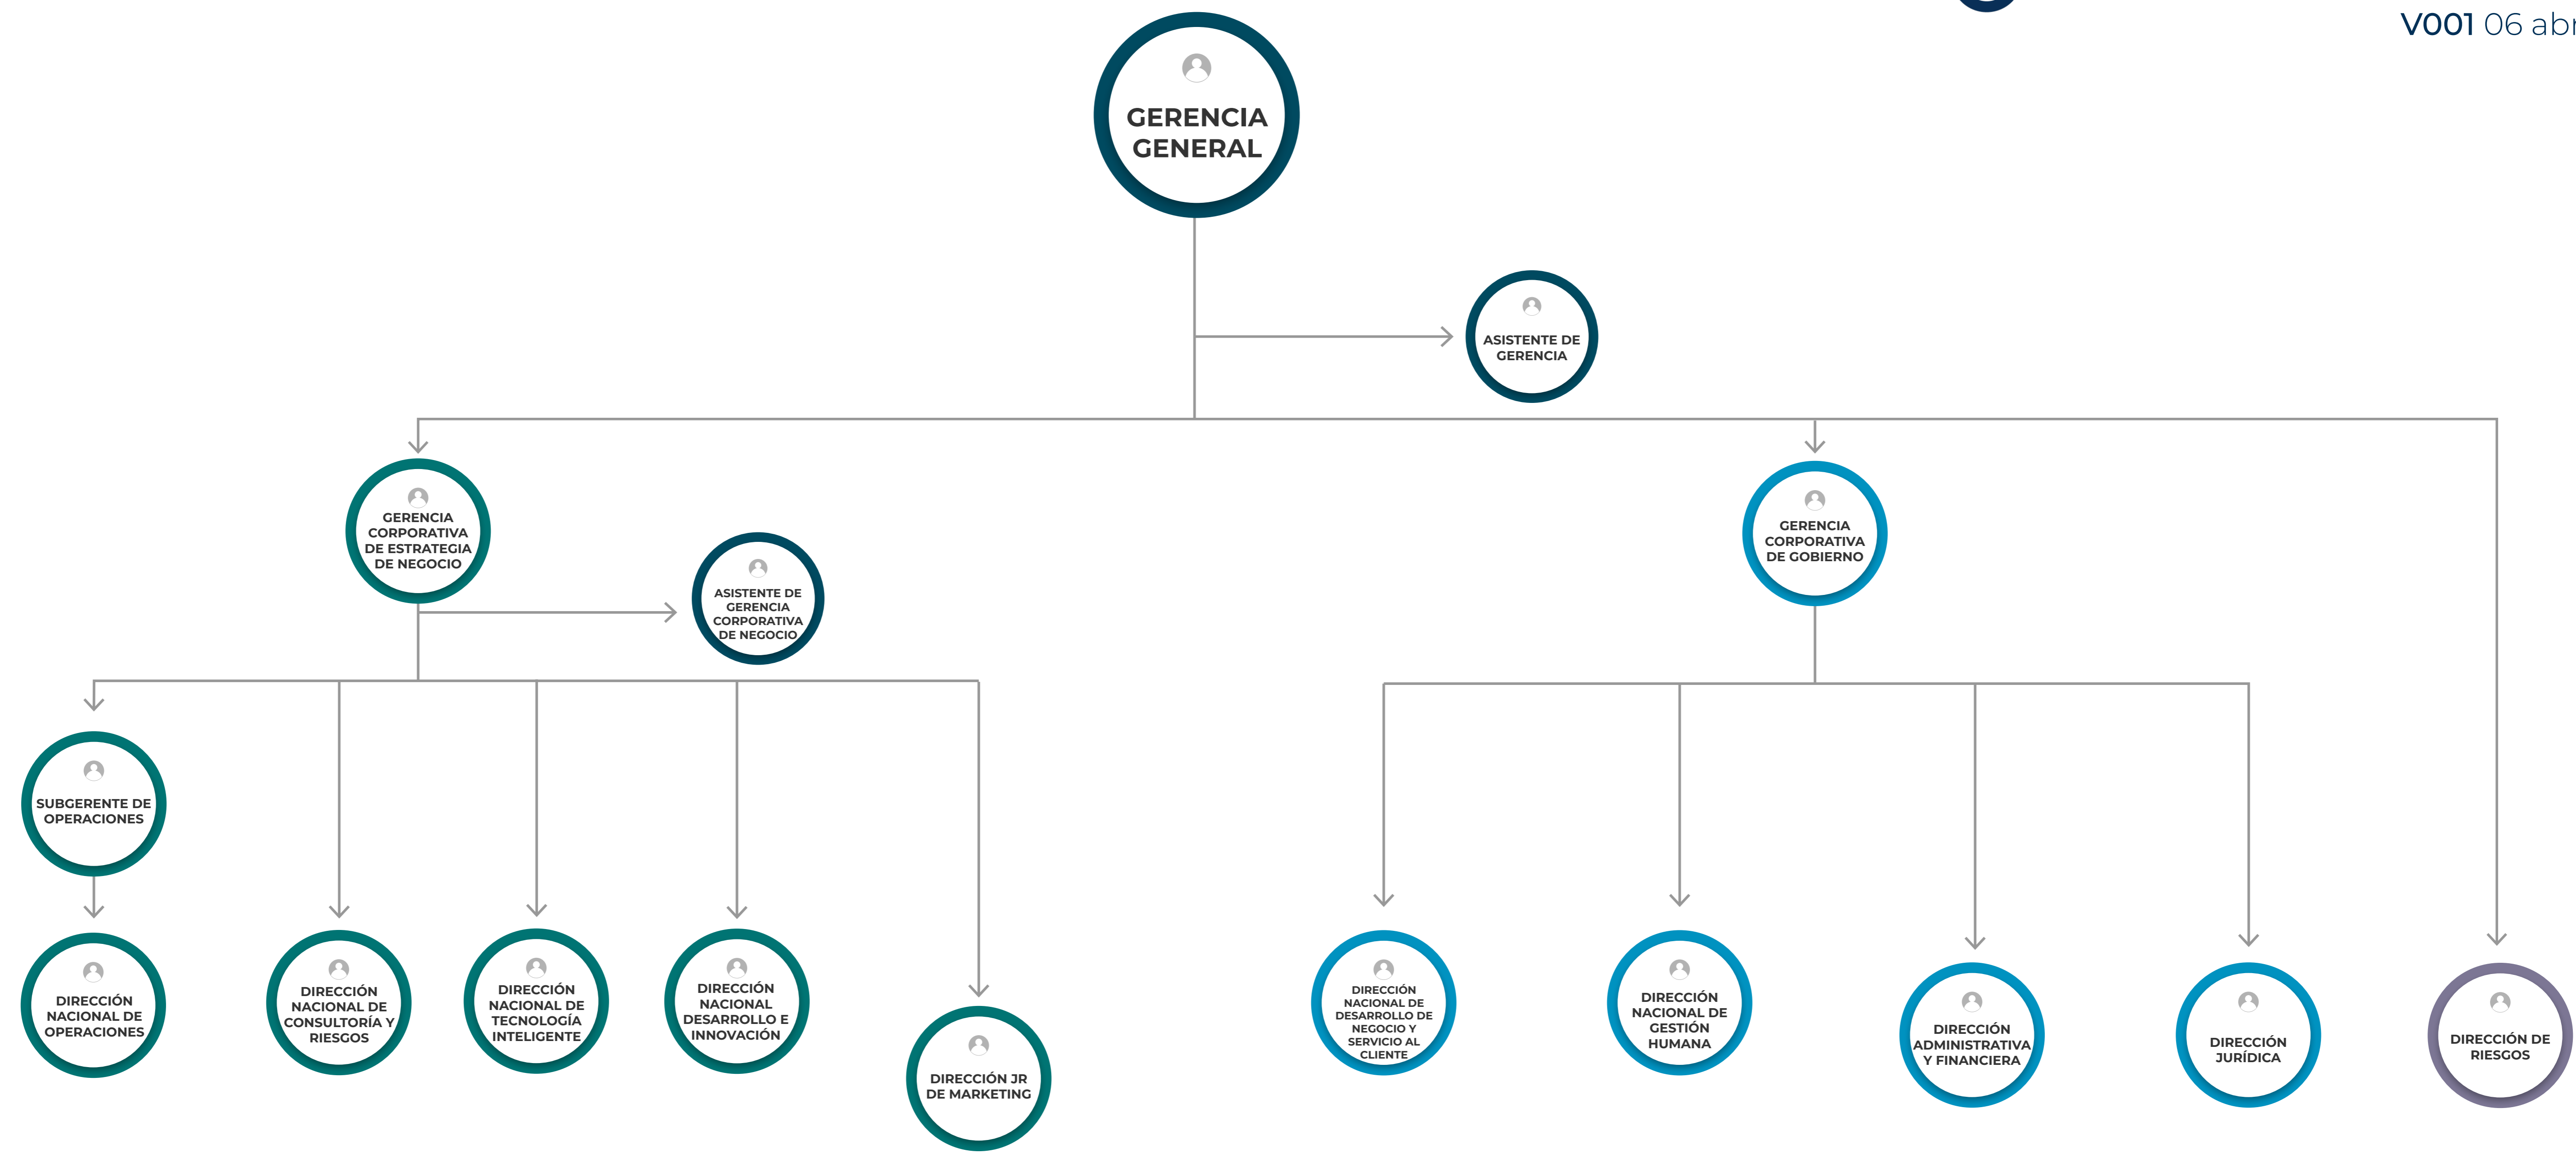 V001 06 abr
GERENCIA
GENERAL
ASISTENTE DE
GERENCIA
GERENCIA
CORPORATIVA
DE ESTRATEGIA
DE NEGOCIO
ASISTENTE DE
GERENCIA
CORPORATIVA
DE NEGOCIO
GERENCIA
CORPORATIVA
DE GOBIERNO
SUBGERENTE DE
OPERACIONES
DIRECCIÓN
NACIONAL DE
OPERACIONES
DIRECCIÓN
NACIONAL DE
CONSULTORÍA Y
RIESGOS
DIRECCIÓN
NACIONAL DE
TECNOLOGÍA
INTELIGENTE
DIRECCIÓN
NACIONAL
DESARROLLO E
INNOVACIÓN
DIRECCIÓN JR
DE MARKETING
DIRECCIÓN
NACIONAL DE
DESARROLLO DE
NEGOCIO Y
SERVICIO AL
CLIENTE
DIRECCIÓN
NACIONAL DE
GESTIÓN
HUMANA
DIRECCIÓN
ADMINISTRATIVA
Y FINANCIERA
DIRECCIÓN
JURÍDICA
DIRECCIÓN DE
RIESGOS